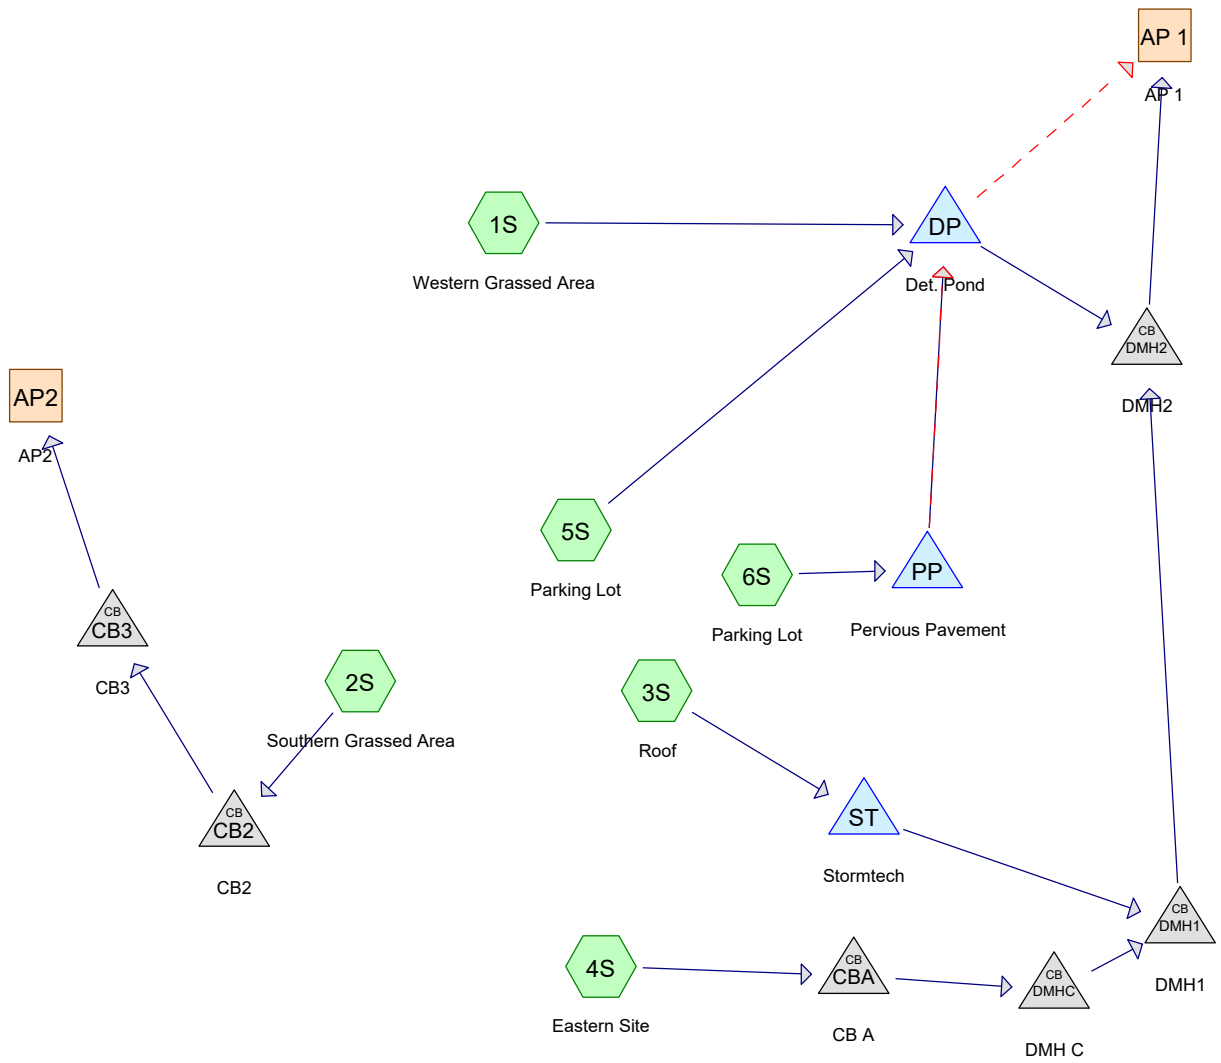 AP 1
AP 1
1S
Western Grassed Area
DP
Det. Pond
CB
DMH2
DMH2
AP2
AP2
5S
Parking Lot
6S
Parking Lot
PP
Pervious Pavement
CB
CB3
CB3
2S
Southern Grassed Area
3S
Roof
CB
CB2
CB2
ST
Stormtech
CB
DMH1
DMH1
4S
Eastern Site
CB
CBA
CB A
CB
DMHC
DMH C